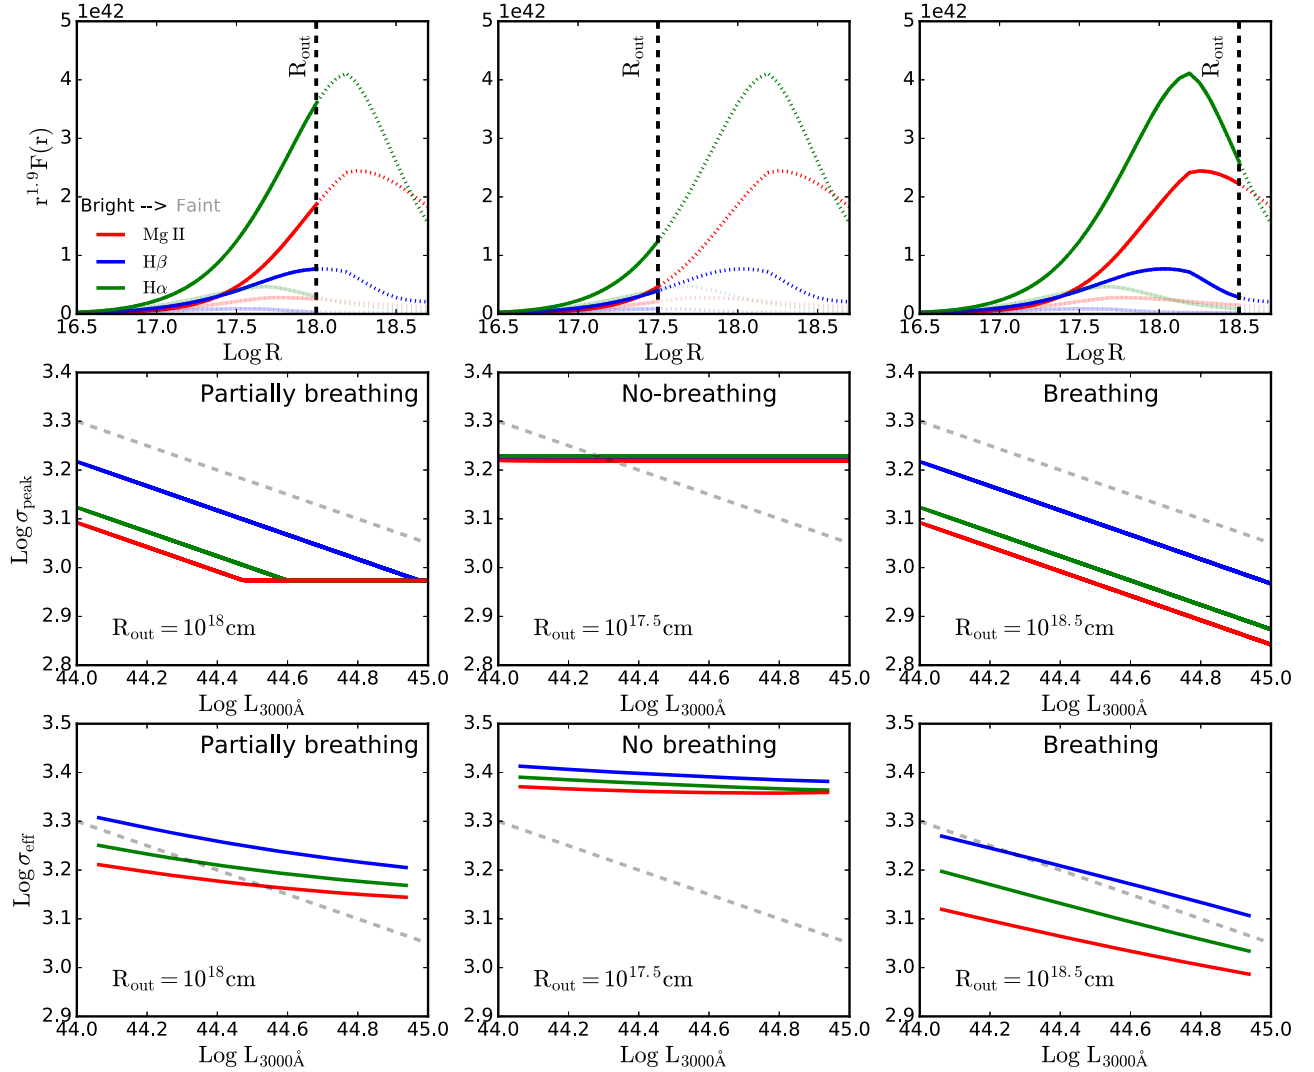 1e42
5
4
3
2
1
0
r^{1.9}F(r)
R_out
Bright --> Faint
Mg II
Hβ
Hα
16.5 17.0 17.5 18.0 18.5
Log R
1e42
5
4
3
2
1
0
R_out
16.5 17.0 17.5 18.0 18.5
Log R
1e42
5
4
3
2
1
0
R_out
16.5 17.0 17.5 18.0 18.5
Log R
3.4
3.3
3.2
3.1
3.0
2.9
2.8
Log σ_peak
Partially breathing
R_out = 10^{18} cm
44.0 44.2 44.4 44.6 44.8 45.0
Log L_{3000Å}
3.4
3.3
3.2
3.1
3.0
2.9
2.8
No-breathing
R_out = 10^{17.5} cm
44.0 44.2 44.4 44.6 44.8 45.0
Log L_{3000Å}
3.4
3.3
3.2
3.1
3.0
2.9
2.8
Breathing
R_out = 10^{18.5} cm
44.0 44.2 44.4 44.6 44.8 45.0
Log L_{3000Å}
3.5
3.4
3.3
3.2
3.1
3.0
2.9
Log σ_eff
Partially breathing
R_out = 10^{18} cm
44.0 44.2 44.4 44.6 44.8 45.0
Log L_{3000Å}
3.5
3.4
3.3
3.2
3.1
3.0
2.9
No breathing
R_out = 10^{17.5} cm
44.0 44.2 44.4 44.6 44.8 45.0
Log L_{3000Å}
3.5
3.4
3.3
3.2
3.1
3.0
2.9
Breathing
R_out = 10^{18.5} cm
44.0 44.2 44.4 44.6 44.8 45.0
Log L_{3000Å}